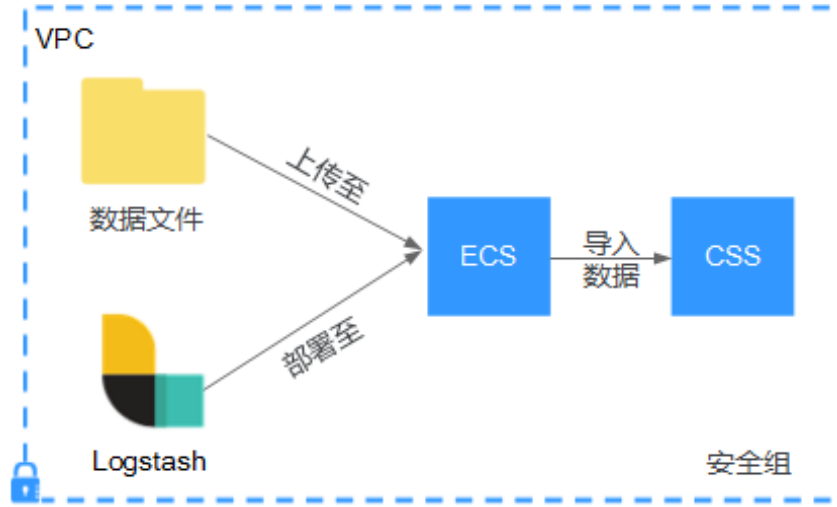 VPC
上传至
数据文件
ECS
导入
数据
CSS
部署至
Logstash
安全组